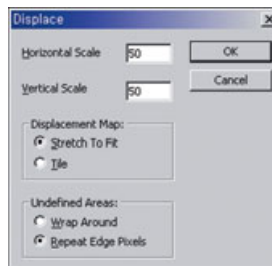 Displace
Horizontal Scale 50 OK
Vertical Scale 50 Cancel
Displacement Map:
Stretch To Fit
Tile
Undefined Areas:
Wrap Around
Repeat Edge Pixels